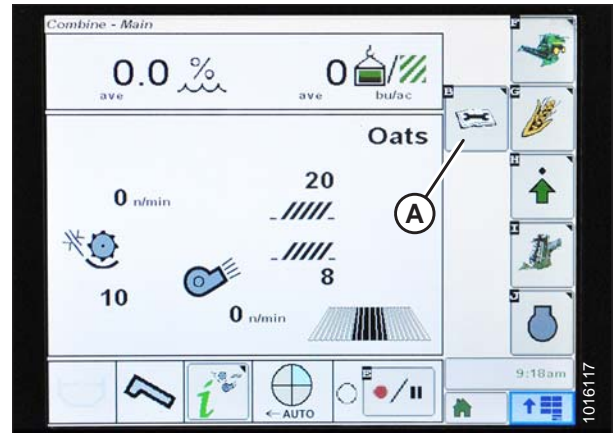 Combine - Main
F
0.0 %
ave
0
ave
bu/ac
B
G
Oats
A
H
20
0 n/min
8
10
0 n/min
I
J
i
← AUTO
E
9:18am
1016117